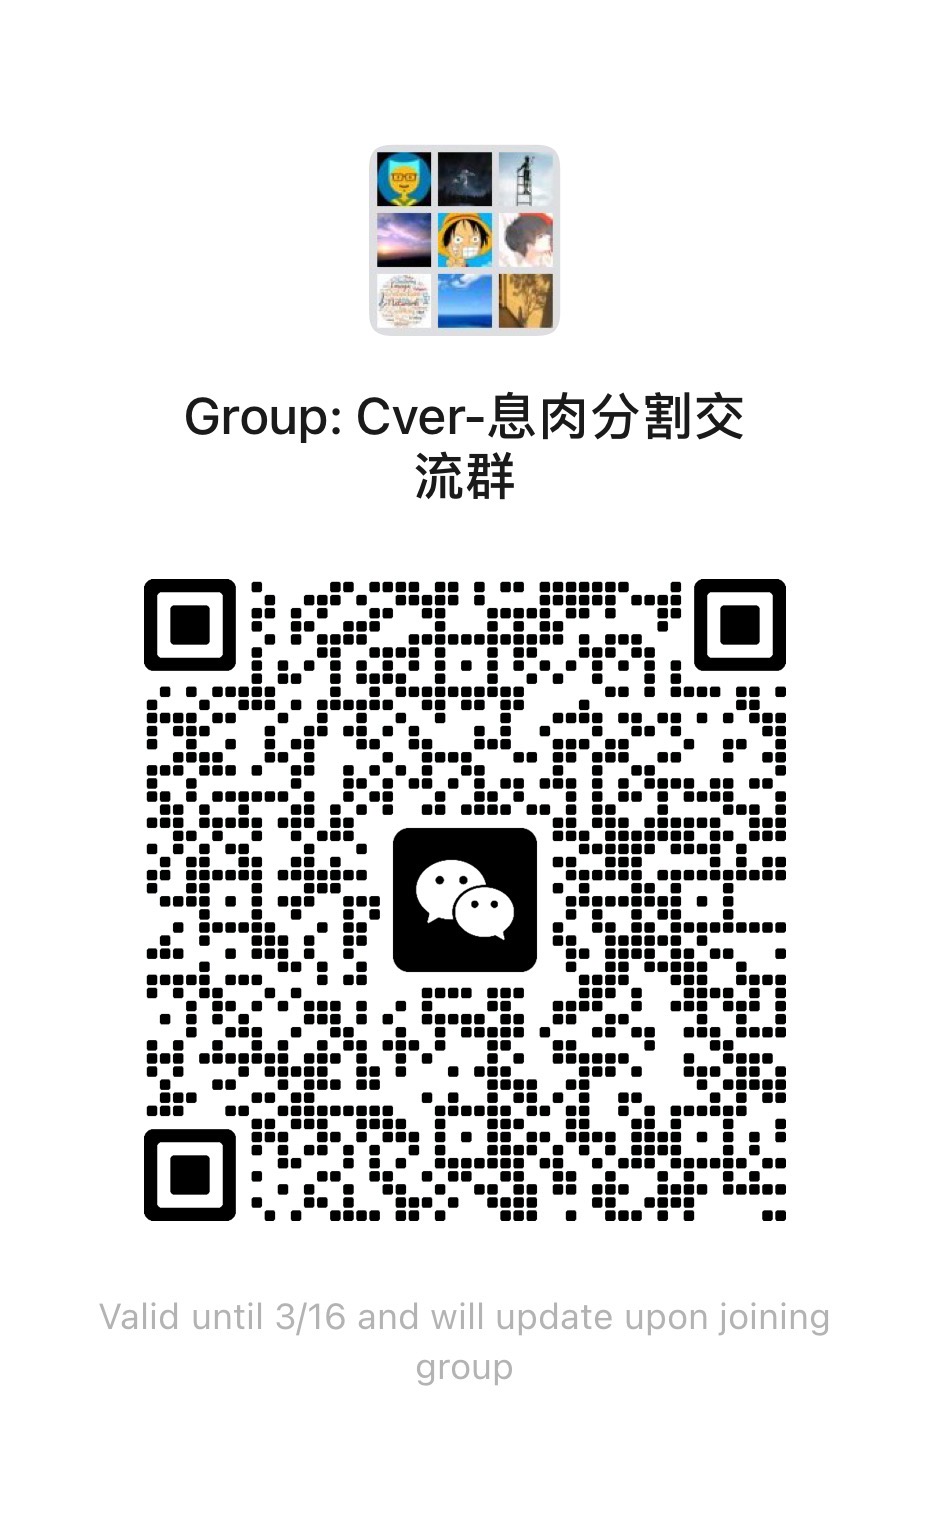 Group: Cver-息肉分割交
流群
Valid until 3/16 and will update upon joining
group